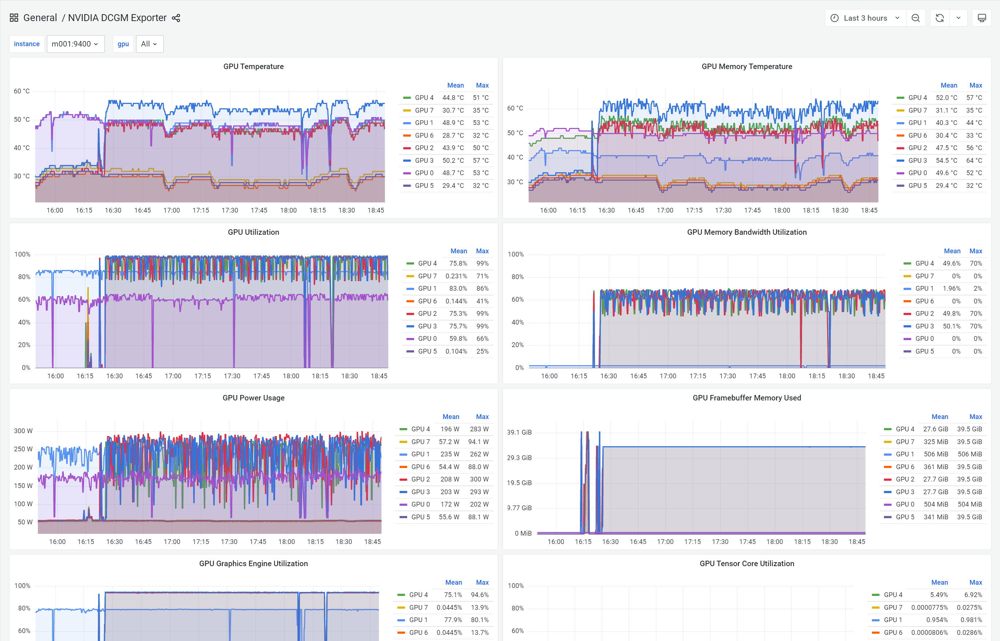 General / NVIDIA DCGM Exporter
Last 3 hours
instance m001:9400 gpu All
GPU Temperature
Mean Max
60 °C
50 °C
40 °C
30 °C
16:00 16:15 16:30 16:45 17:00 17:15 17:30 17:45 18:00 18:15 18:30 18:45
GPU 4 44.8 °C 51 °C
GPU 7 30.7 °C 35 °C
GPU 1 48.9 °C 53 °C
GPU 6 28.7 °C 32 °C
GPU 2 43.9 °C 50 °C
GPU 3 50.2 °C 57 °C
GPU 0 48.7 °C 53 °C
GPU 5 29.4 °C 32 °C
GPU Memory Temperature
Mean Max
60 °C
50 °C
40 °C
30 °C
16:00 16:15 16:30 16:45 17:00 17:15 17:30 17:45 18:00 18:15 18:30 18:45
GPU 4 52.0 °C 57 °C
GPU 7 31.1 °C 35 °C
GPU 1 40.3 °C 44 °C
GPU 6 30.4 °C 33 °C
GPU 2 47.5 °C 56 °C
GPU 3 54.5 °C 64 °C
GPU 0 49.6 °C 52 °C
GPU 5 29.4 °C 32 °C
GPU Utilization
Mean Max
100%
80%
60%
40%
20%
0%
16:00 16:15 16:30 16:45 17:00 17:15 17:30 17:45 18:00 18:15 18:30 18:45
GPU 4 75.8% 99%
GPU 7 0.231% 71%
GPU 1 83.0% 86%
GPU 6 0.144% 41%
GPU 2 75.3% 99%
GPU 3 75.7% 99%
GPU 0 59.8% 66%
GPU 5 0.104% 25%
GPU Memory Bandwidth Utilization
Mean Max
100%
80%
60%
40%
20%
0%
16:00 16:15 16:30 16:45 17:00 17:15 17:30 17:45 18:00 18:15 18:30 18:45
GPU 4 49.6% 70%
GPU 7 0% 0%
GPU 1 1.96% 2%
GPU 6 0% 0%
GPU 2 49.8% 70%
GPU 3 50.1% 70%
GPU 0 0% 0%
GPU 5 0% 0%
GPU Power Usage
Mean Max
300 W
250 W
200 W
150 W
100 W
50 W
16:00 16:15 16:30 16:45 17:00 17:15 17:30 17:45 18:00 18:15 18:30 18:45
GPU 4 196 W 283 W
GPU 7 57.2 W 94.1 W
GPU 1 235 W 262 W
GPU 6 54.4 W 88.0 W
GPU 2 208 W 300 W
GPU 3 203 W 293 W
GPU 0 172 W 202 W
GPU 5 55.6 W 88.1 W
GPU Framebuffer Memory Used
Mean Max
39.1 GiB
29.3 GiB
19.5 GiB
9.77 GiB
0 MiB
16:00 16:15 16:30 16:45 17:00 17:15 17:30 17:45 18:00 18:15 18:30 18:45
GPU 4 27.6 GiB 39.5 GiB
GPU 7 325 MiB 39.5 GiB
GPU 1 506 MiB 506 MiB
GPU 6 361 MiB 39.5 GiB
GPU 2 27.7 GiB 39.5 GiB
GPU 3 27.7 GiB 39.5 GiB
GPU 0 504 MiB 504 MiB
GPU 5 341 MiB 39.5 GiB
GPU Graphics Engine Utilization
Mean Max
100%
80%
60%
GPU 4 75.1% 94.6%
GPU 7 0.0445% 13.9%
GPU 1 77.9% 80.1%
GPU 6 0.0445% 13.7%
GPU Tensor Core Utilization
Mean Max
100%
80%
60%
GPU 4 5.49% 6.92%
GPU 7 0.0000775% 0.0275%
GPU 1 0.954% 0.981%
GPU 6 0.0000806% 0.0286%